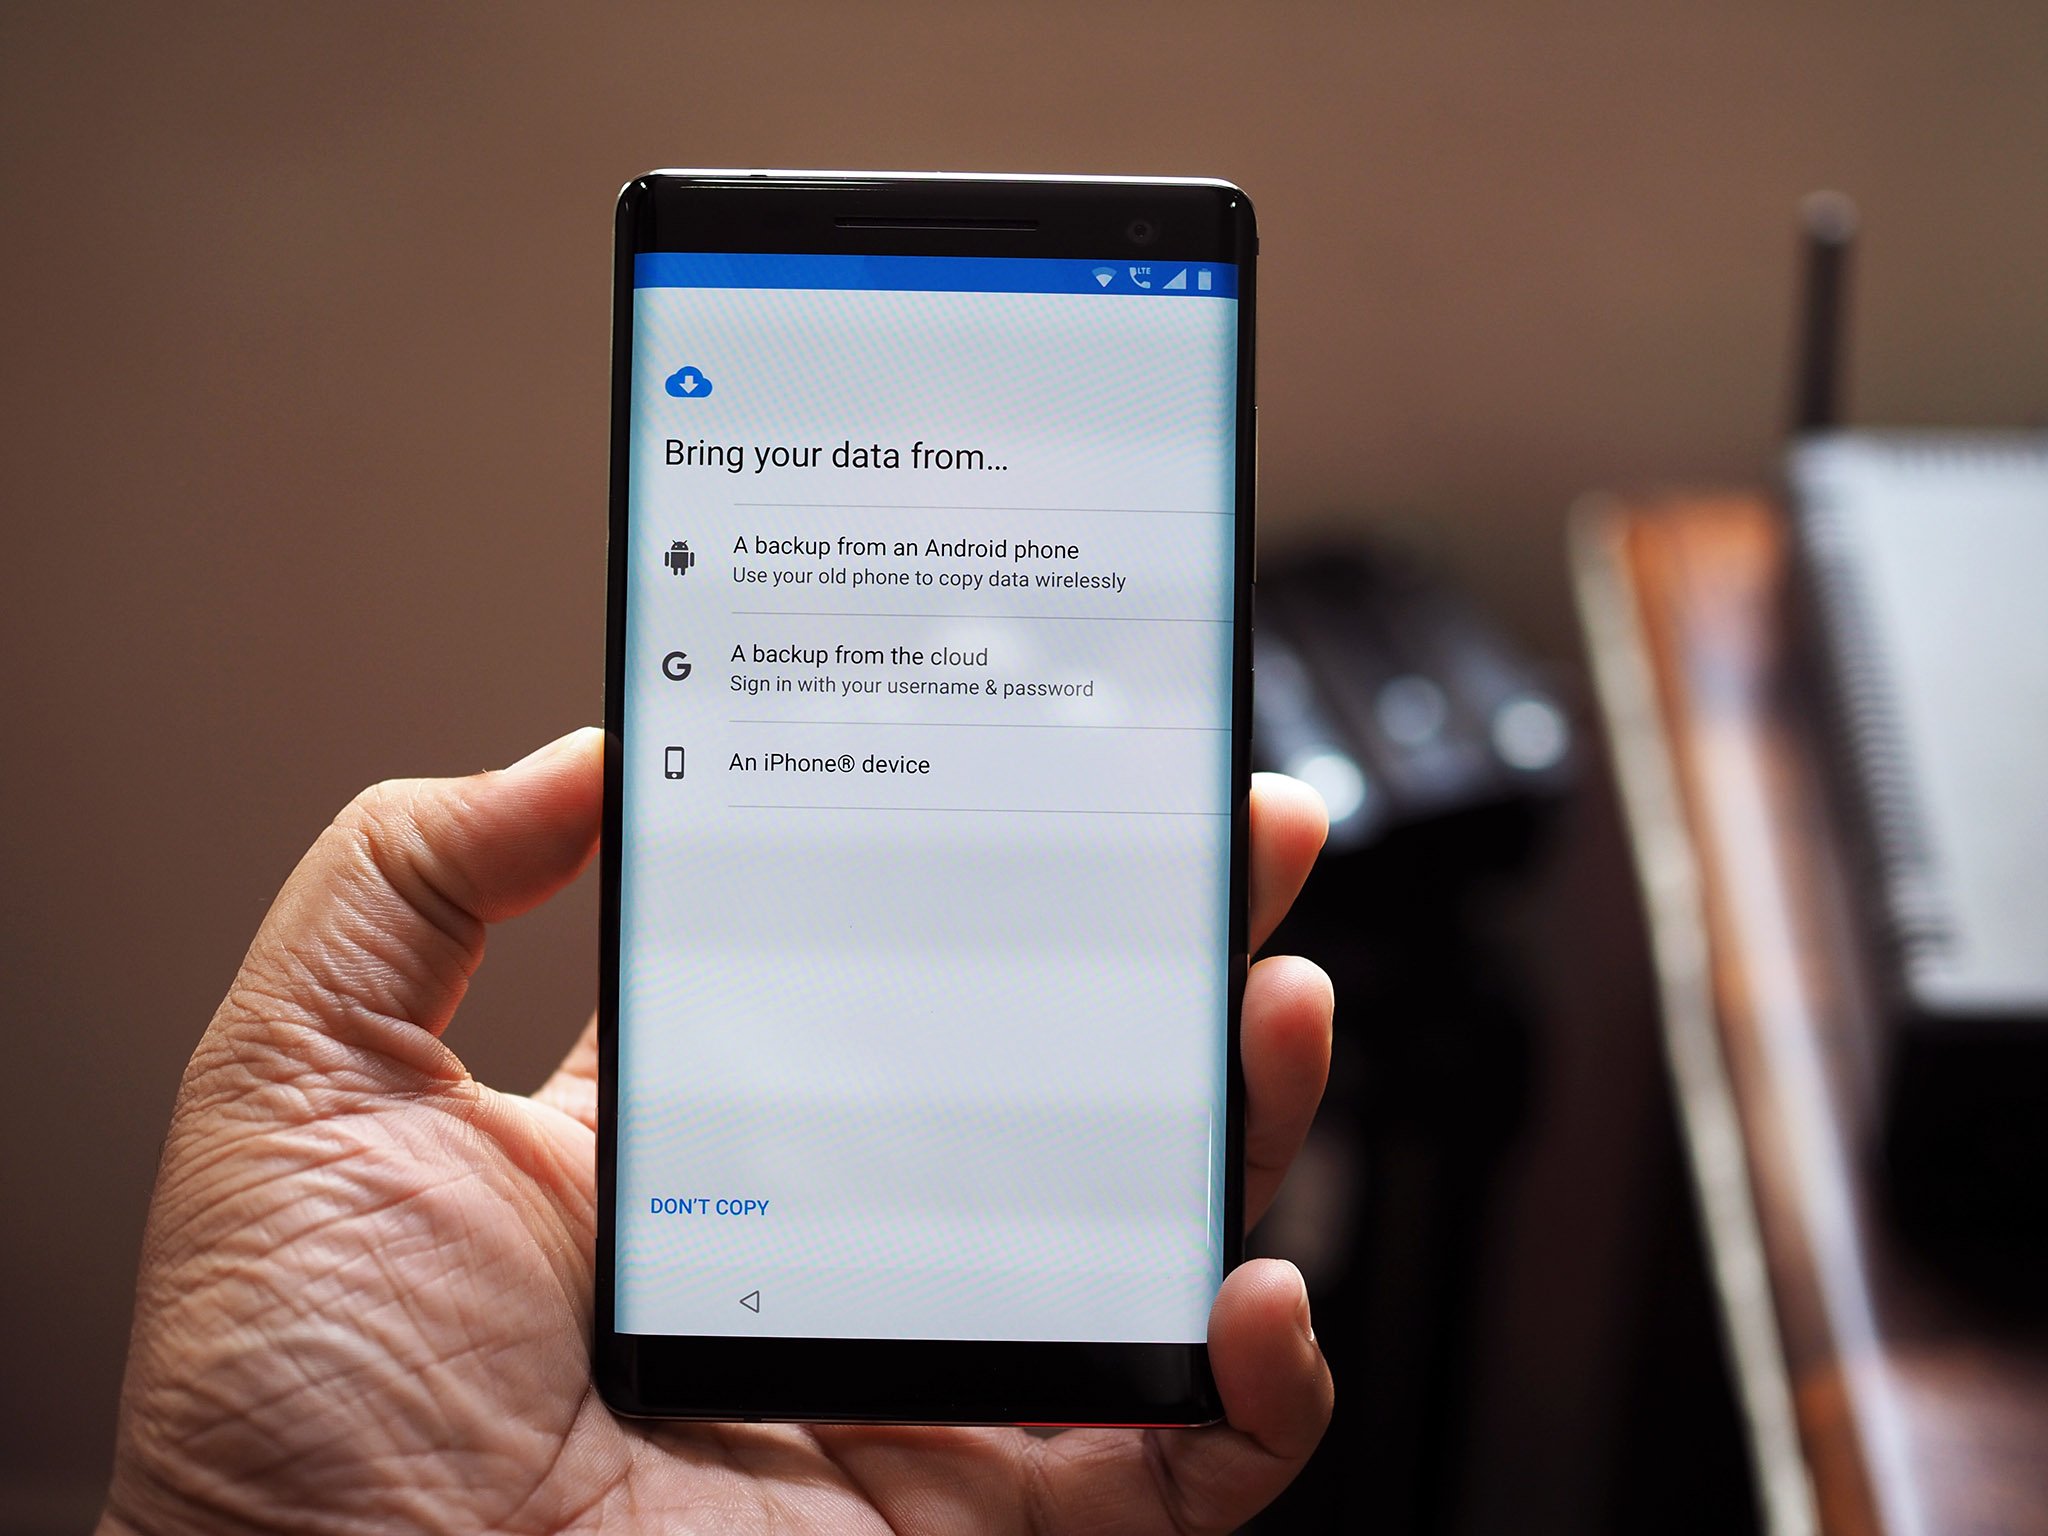 LTE
Bring your data from...
A backup from an Android phone
Use your old phone to copy data wirelessly
A backup from the cloud
Sign in with your username & password
An iPhone® device
DON'T COPY